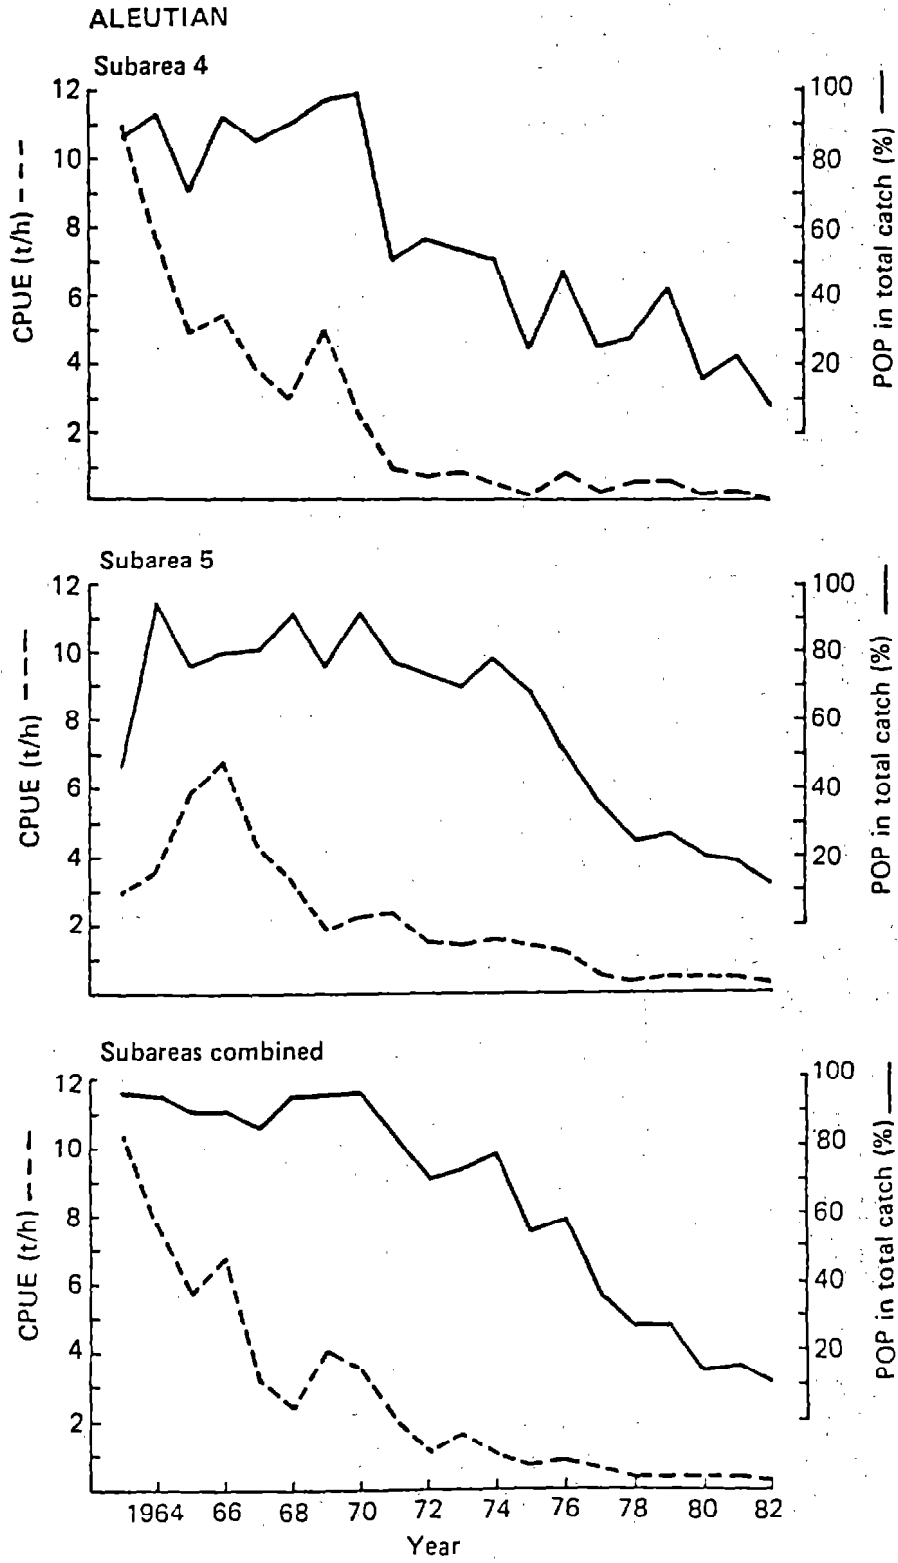 ALEUTIAN
Subarea 4
12
10
8
6
4
2
CPUE (t/h)
100
80
60
40
20
POP in total catch (%)
Subarea 5
12
10
8
6
4
2
CPUE (t/h)
100
80
60
40
20
POP in total catch (%)
Subareas combined
12
10
8
6
4
2
CPUE (t/h)
100
80
60
40
20
POP in total catch (%)
1964 66 68 70 72 74 76 78 80 82
Year